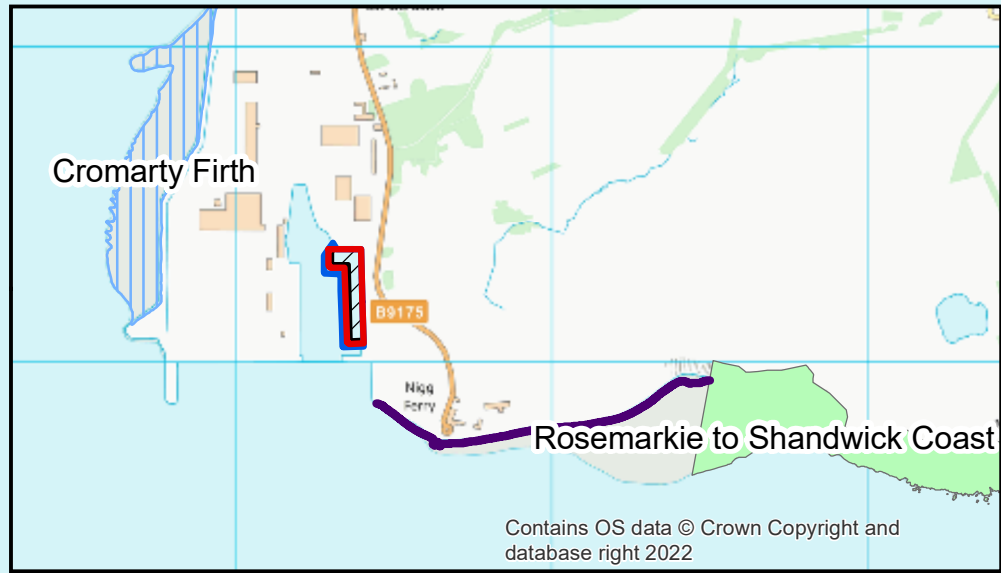 Cromarty Firth
B9175
Nigg
Ferry
Rosemarkie to Shandwick Coast
Contains OS data © Crown Copyright and
database right 2022